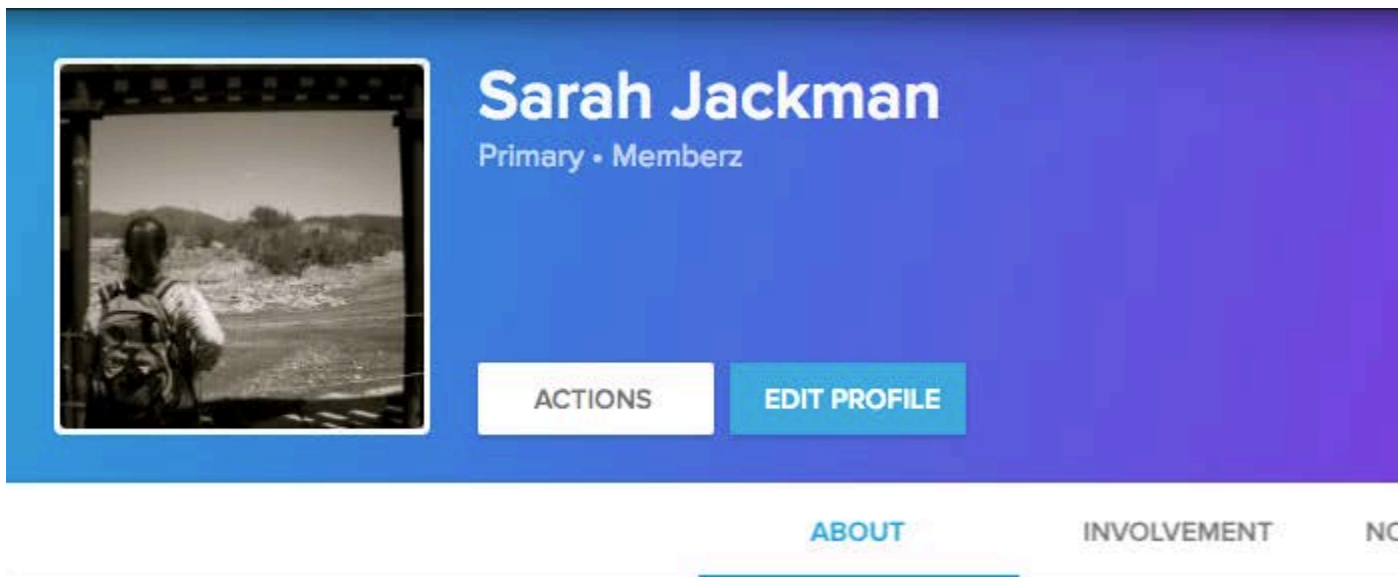 Sarah Jackman
Primary • Memberz
ACTIONS EDIT PROFILE
ABOUT INVOLVEMENT